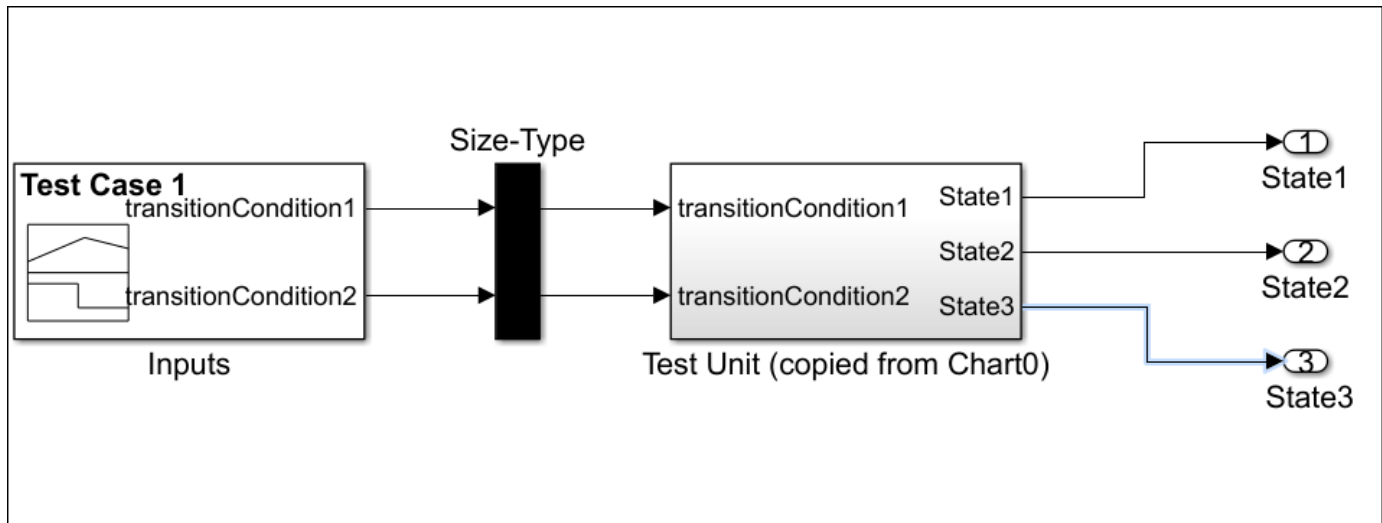 Size-Type
Test Case 1
transitionCondition1
transitionCondition2
Inputs
transitionCondition1
transitionCondition2
State1
State2
State3
Test Unit (copied from Chart0)
1
State1
2
State2
3
State3